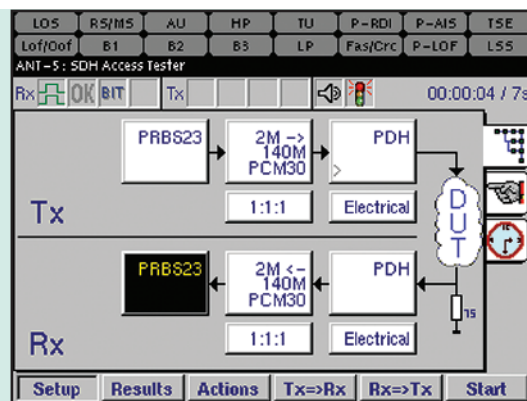 LOS RS/MS AU HP TU P-RDI P-AIS TSE
Lof/Oof B1 B2 B3 LP Fas/Crc P-LOF LSS
ANT-5: SDH Access Tester
Rx OK BIT Tx 00:00:04 / 7s
PRBS23 2M -> 140M PCM30 PDH
>
Tx 1:1:1 Electrical
DUT
PRBS23 2M <- 140M PCM30 PDH
75
Rx 1:1:1 Electrical
Setup Results Actions Tx=>Rx Rx=>Tx Start